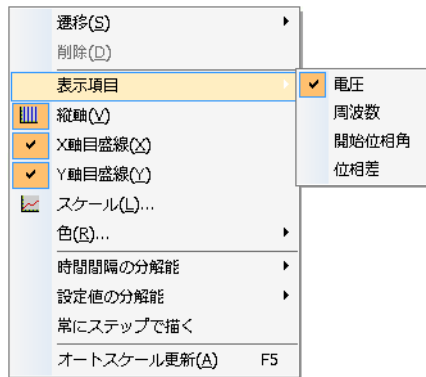 遷移(S)
削除(D)
表示項目
縦軸(V)
X軸目盛線(X)
Y軸目盛線(Y)
スケール(L)...
色(R)...
時間間隔の分解能
設定値の分解能
常にステップで描く
オートスケール更新(A) F5
電圧
周波数
開始位相角
位相差